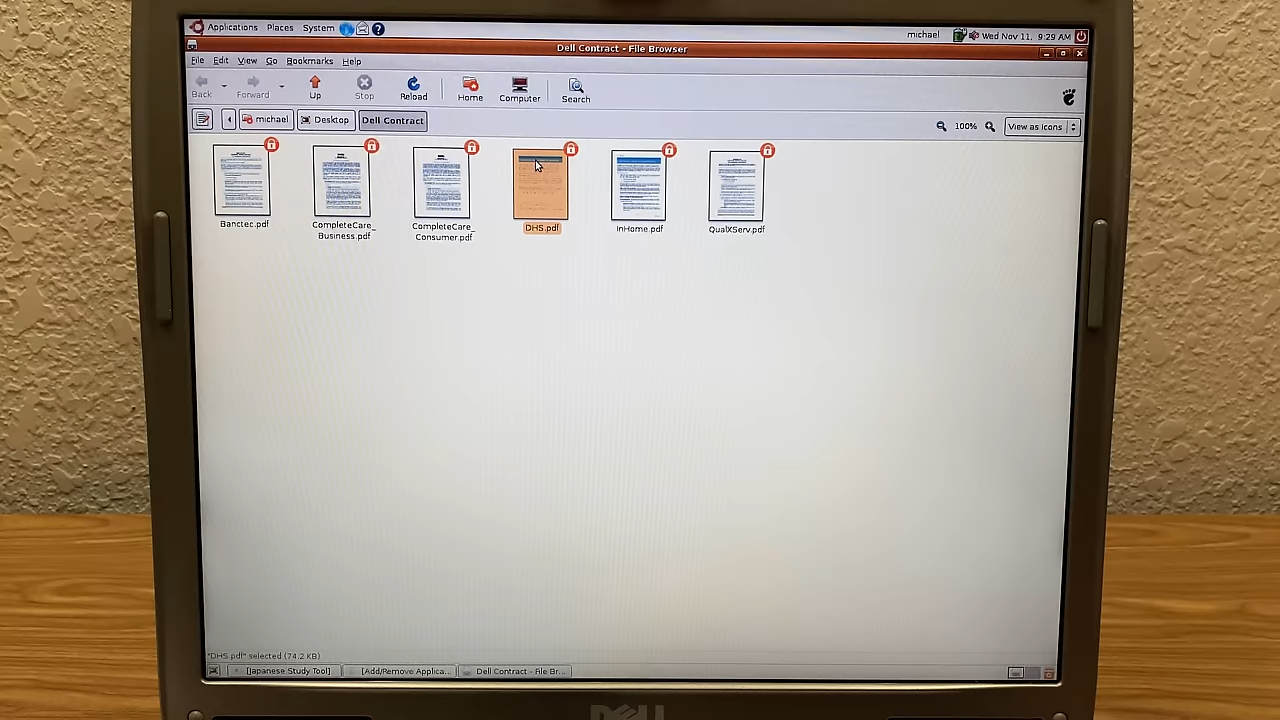 Applications Places System
michael Wed Nov 11, 9:29 AM
Dell Contract - File Browser
File Edit View Go Bookmarks Help
Back Forward Up Stop Reload Home Computer Search
michael Desktop Dell Contract
100% View as Icons
Banctec.pdf
CompleteCare_
Business.pdf
CompleteCare_
Consumer.pdf
DHS.pdf
InHome.pdf
QualXServ.pdf
"DHS.pdf" selected (74.2 KB)
[Japanese Study Tool] [Add/Remove Applica... Dell Contract - File Br...
DELL